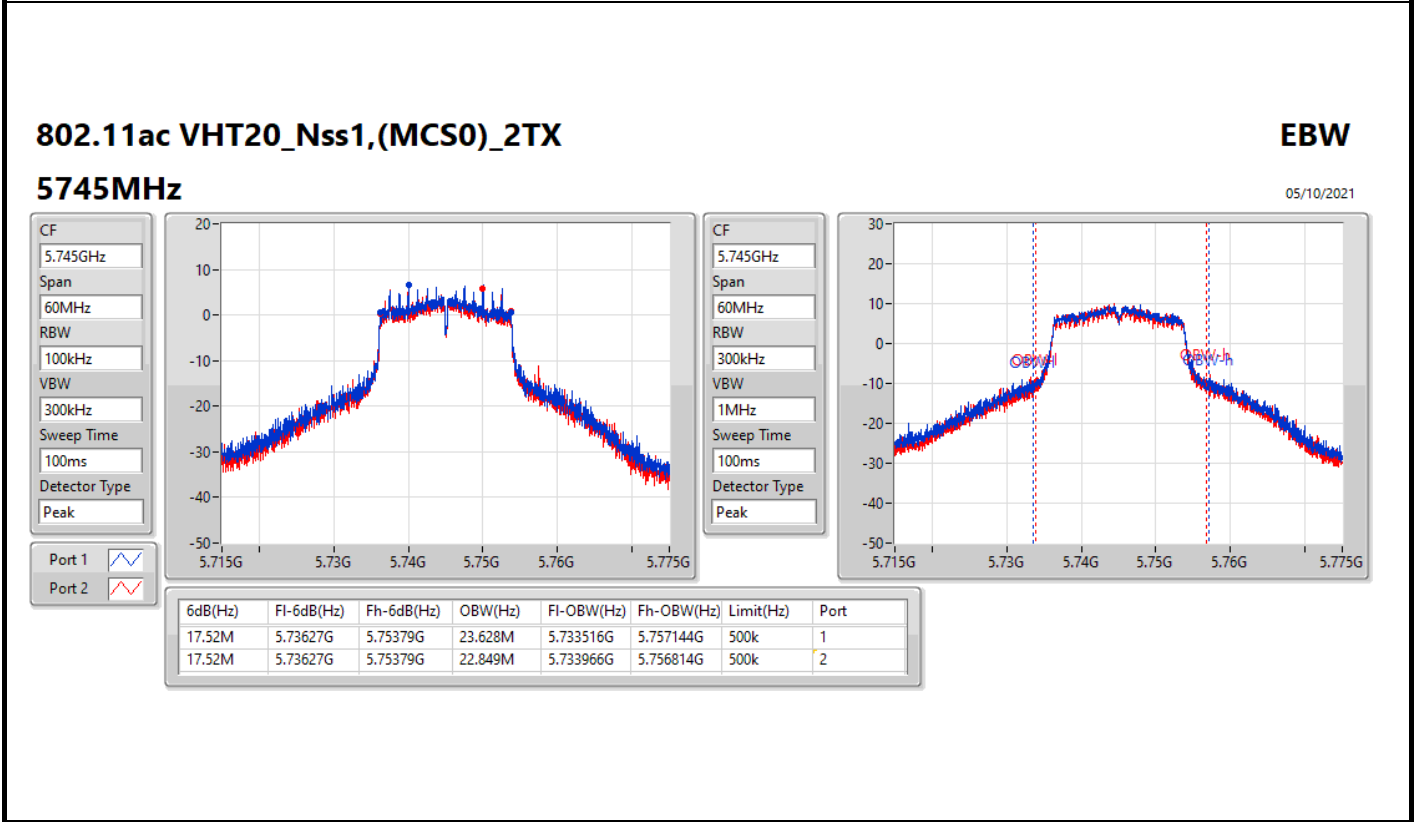 802.11ac VHT20_Nss1,(MCS0)_2TX
EBW
5745MHz
05/10/2021
CF
5.745GHz
Span
60MHz
RBW
100kHz
VBW
300kHz
Sweep Time
100ms
Detector Type
Peak
Port 1
Port 2
20
10
0
-10
-20
-30
-40
-50
5.715G 5.73G 5.74G 5.75G 5.76G 5.775G
CF
5.745GHz
Span
60MHz
RBW
300kHz
VBW
1MHz
Sweep Time
100ms
Detector Type
Peak
30
20
10
0
-10
-20
-30
-40
-50
OBW-l OBW-h
OBW-h
5.715G 5.73G 5.74G 5.75G 5.76G 5.775G
6dB(Hz) Fl-6dB(Hz) Fh-6dB(Hz) OBW(Hz) Fl-OBW(Hz) Fh-OBW(Hz) Limit(Hz) Port
17.52M 5.73627G 5.75379G 23.628M 5.733516G 5.757144G 500k 1
17.52M 5.73627G 5.75379G 22.849M 5.733966G 5.756814G 500k 2